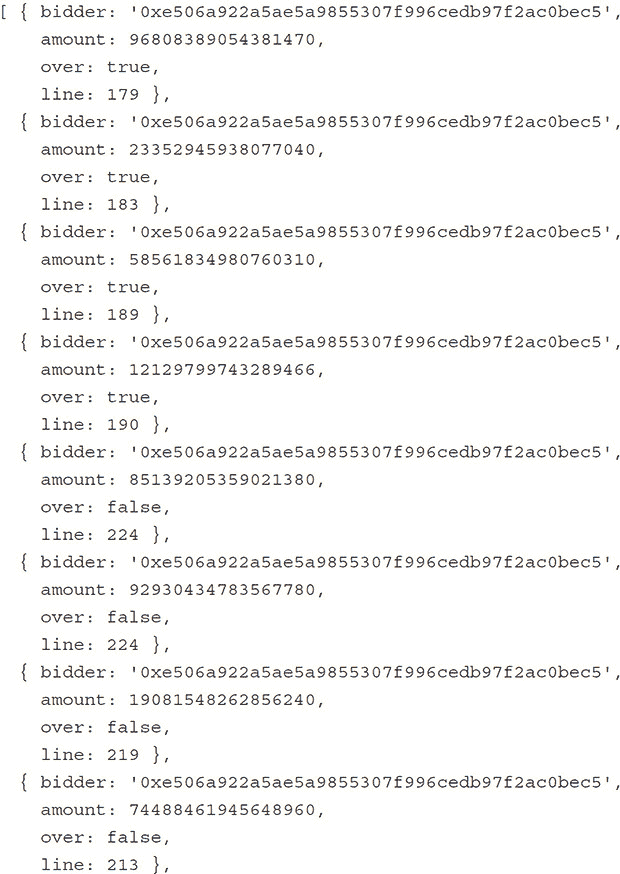 [ { bidder: '0xe506a922a5ae5a9855307f996cedb97f2ac0bec5',
amount: 96808389054381470,
over: true,
line: 179 },
{ bidder: '0xe506a922a5ae5a9855307f996cedb97f2ac0bec5',
amount: 23352945938077040,
over: true,
line: 183 },
{ bidder: '0xe506a922a5ae5a9855307f996cedb97f2ac0bec5',
amount: 58561834980760310,
over: true,
line: 189 },
{ bidder: '0xe506a922a5ae5a9855307f996cedb97f2ac0bec5',
amount: 12129799743289466,
over: true,
line: 190 },
{ bidder: '0xe506a922a5ae5a9855307f996cedb97f2ac0bec5',
amount: 85139205359021380,
over: false,
line: 224 },
{ bidder: '0xe506a922a5ae5a9855307f996cedb97f2ac0bec5',
amount: 92930434783567780,
over: false,
line: 224 },
{ bidder: '0xe506a922a5ae5a9855307f996cedb97f2ac0bec5',
amount: 19081548262856240,
over: false,
line: 219 },
{ bidder: '0xe506a922a5ae5a9855307f996cedb97f2ac0bec5',
amount: 74488461945648960,
over: false,
line: 213 },